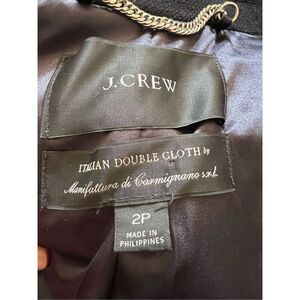 J.CREW
ITALIAN DOUBLE CLOTH by
Manifattura di Carmignano s.r.l.
2P
MADE IN
PHILIPPINES